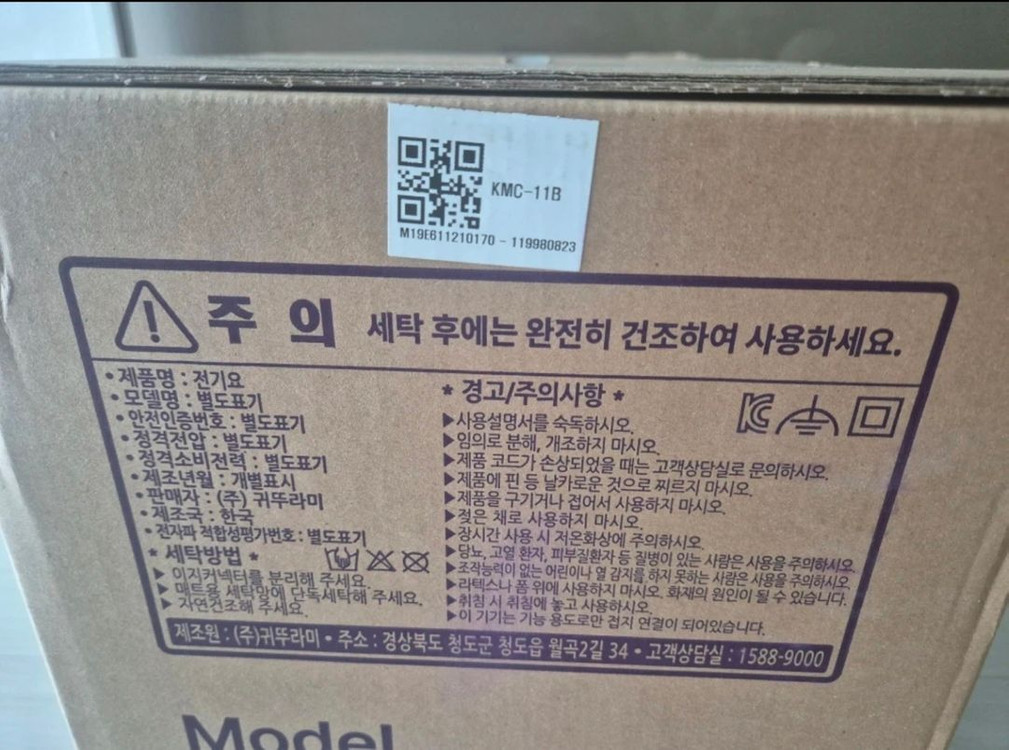 KMC-11B
M19E611210170 - 119980823
주 의 세탁 후에는 완전히 건조하여 사용하세요.
• 제품명 : 전기요
• 모델명 : 별도표기
• 안전인증번호 : 별도표기
• 정격전압 : 별도표기
• 정격소비전력 : 별도표기
• 제조년월 : 개별표시
• 판매자 : (주) 귀뚜라미
• 제조국 : 한국
• 전자파 적합성평가번호 : 별도표기
* 세탁방법 *
▶ 이지커넥터를 분리해 주세요.
▶ 매트용 세탁망에 단독세탁해 주세요.
▶ 자연건조해 주세요.
* 경고/주의사항 *
▶사용설명서를 숙독하시오.
▶임의로 분해, 개조하지 마시오.
▶제품 코드가 손상되었을 때는 고객상담실로 문의하시오.
▶제품에 핀 등 날카로운 것으로 찌르지 마시오.
▶제품을 구기거나 접어서 사용하지 마시오.
▶젖은 채로 사용하지 마시오.
▶장시간 사용 시 저온화상에 주의하시오.
▶당뇨, 고열 환자, 피부질환자 등 질병이 있는 사람은 사용을 주의하시오.
▶조작능력이 없는 어린이나 열 감지를 하지 못하는 사람은 사용을 주의하시오.
▶라텍스나 폼 위에 사용하지 마시오. 화재의 원인이 될 수 있습니다.
▶취침 시 취침에 놓고 사용하시오.
▶이 기기는 기능 용도로만 접지 연결이 되어있습니다.
제조원 : (주)귀뚜라미 • 주소 : 경상북도 청도군 청도읍 월곡2길 34 • 고객상담실 : 1588-9000
Model